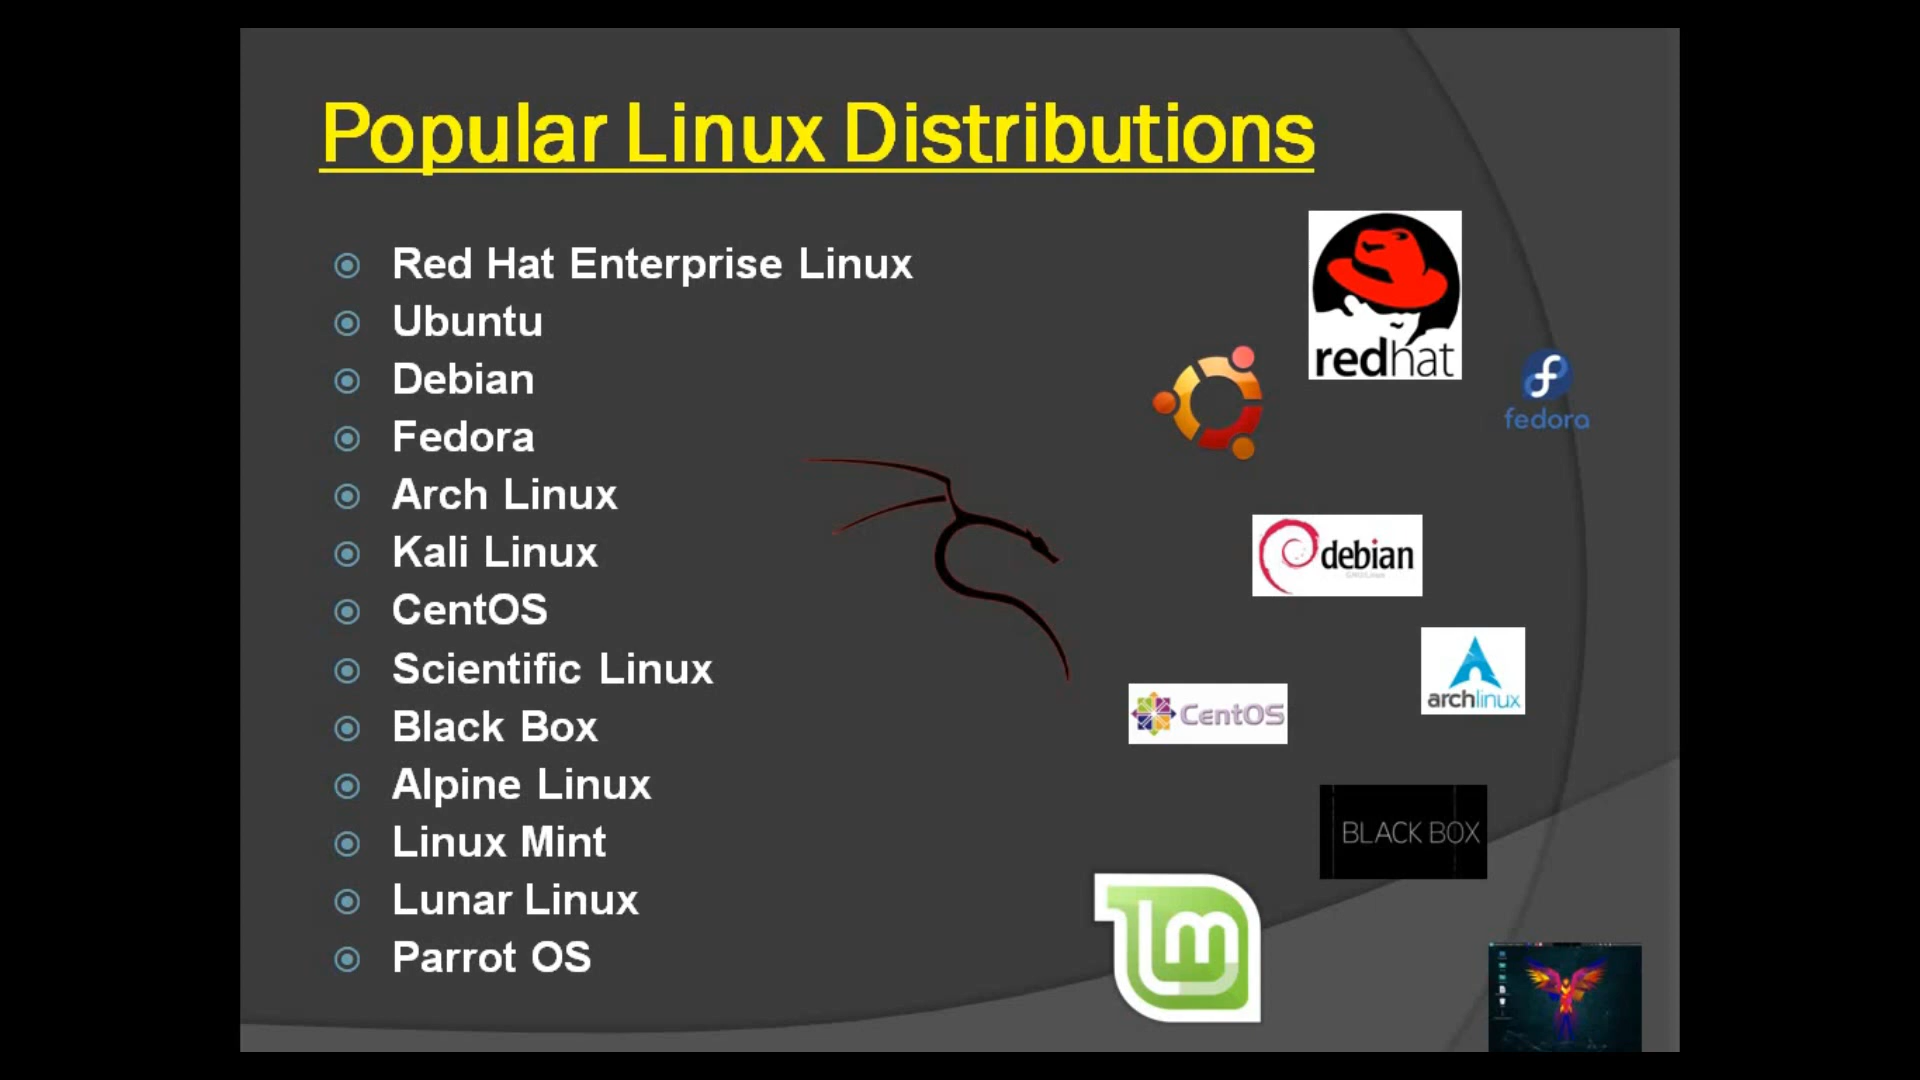 Popular Linux Distributions
Red Hat Enterprise Linux
Ubuntu
Debian
Fedora
Arch Linux
Kali Linux
CentOS
Scientific Linux
Black Box
Alpine Linux
Linux Mint
Lunar Linux
Parrot OS
redhat
fedora
debian
archlinux
CentOS
BLACK BOX
lm